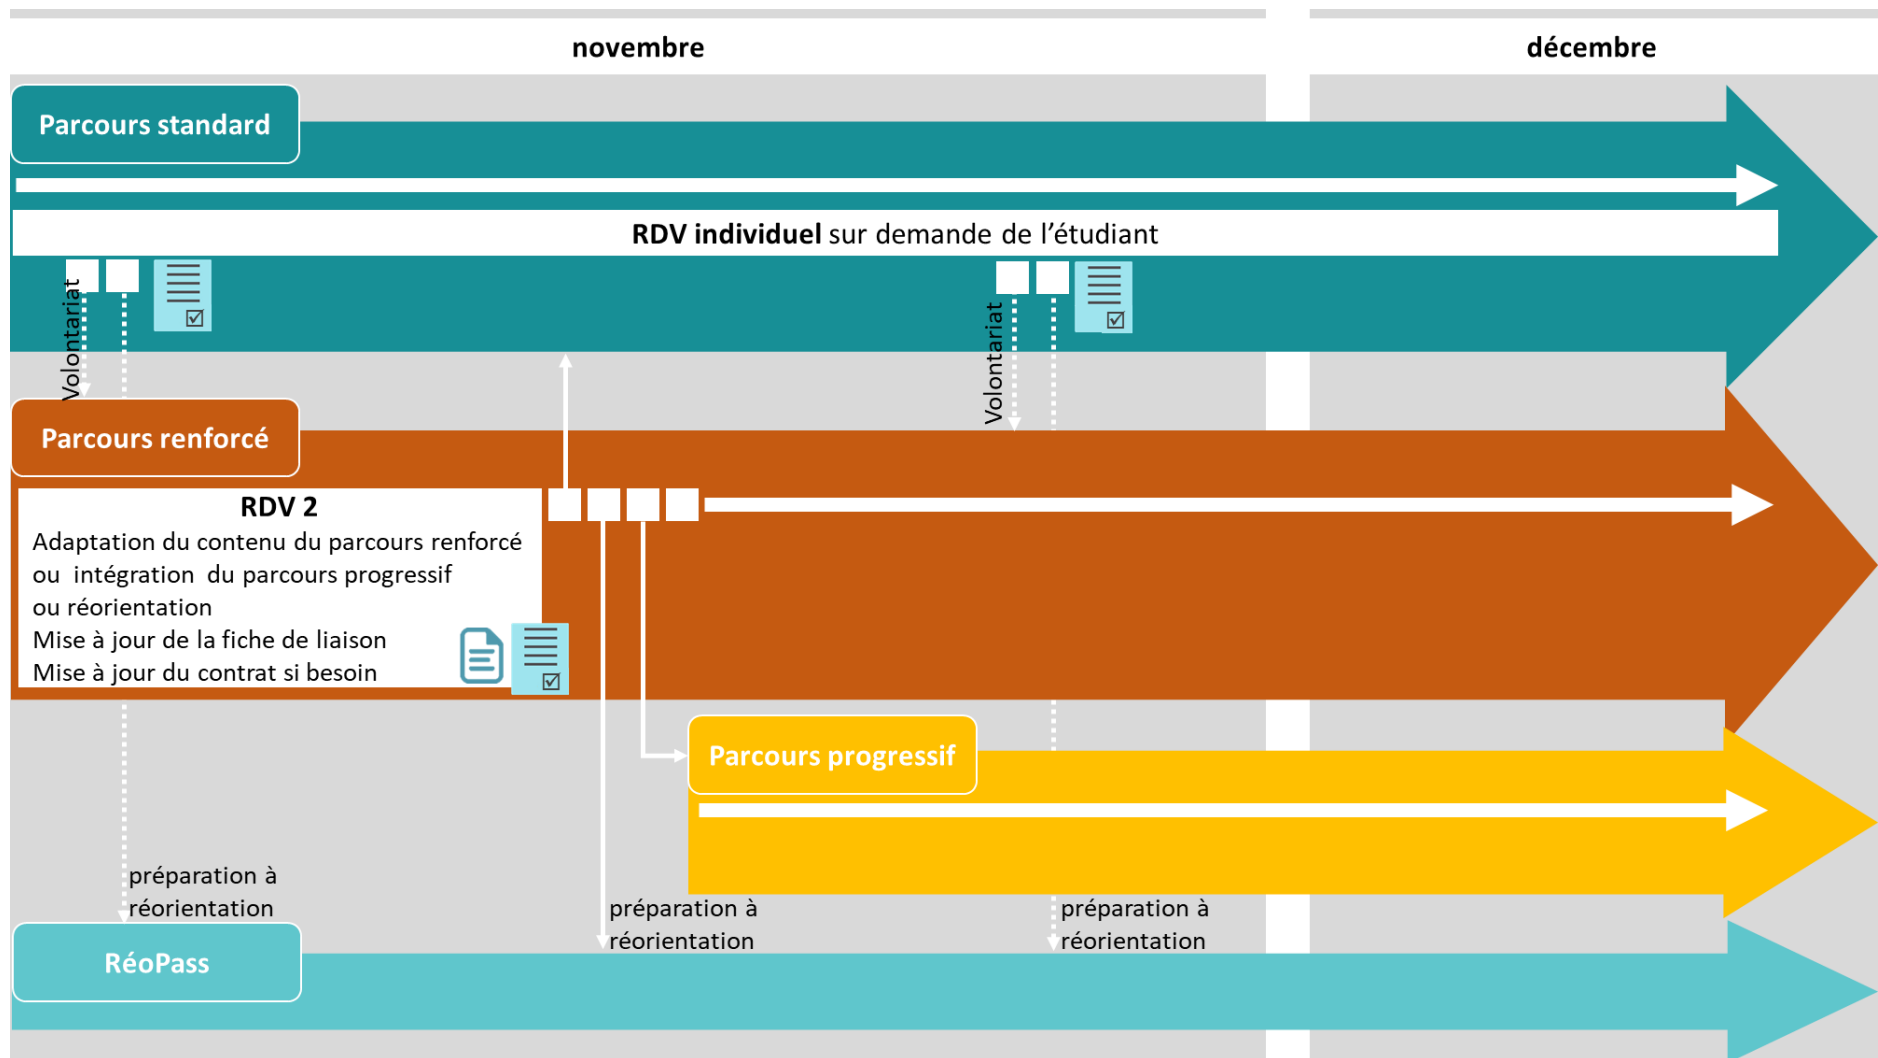 novembre
décembre
Parcours standard
RDV individuel sur demande de l'étudiant
Volontariat
Volontariat
Parcours renforcé
RDV 2
Adaptation du contenu du parcours renforcé
ou intégration du parcours progressif
ou réorientation
Mise à jour de la fiche de liaison
Mise à jour du contrat si besoin
Parcours progressif
préparation à
réorientation
préparation à
réorientation
préparation à
réorientation
RéoPass